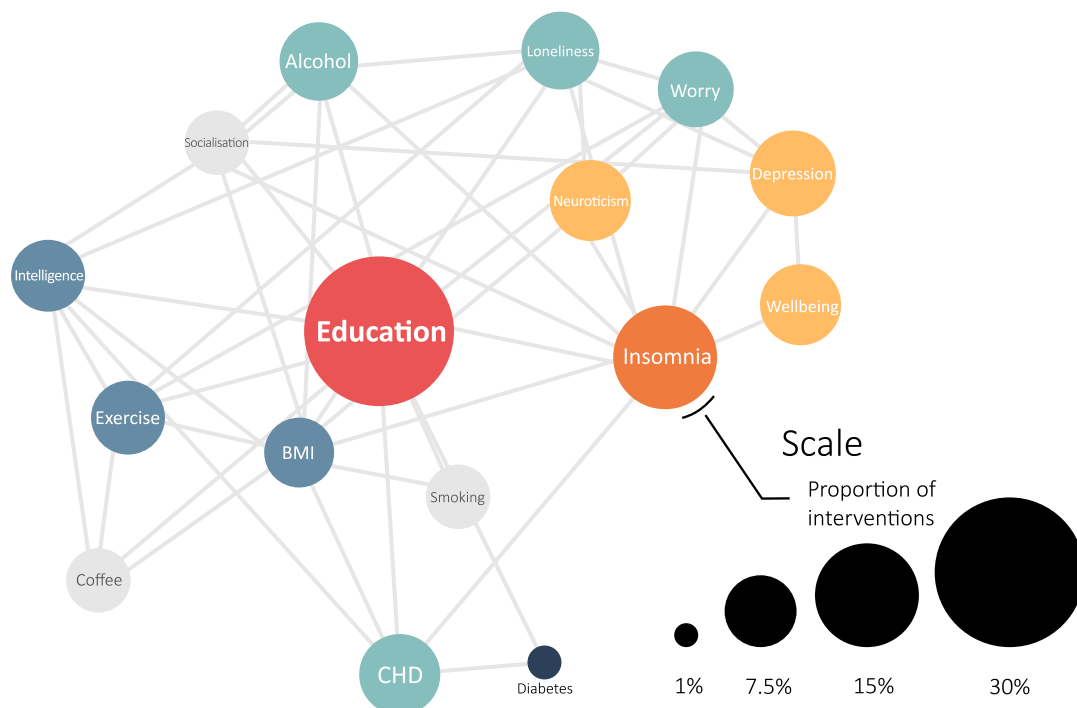 Loneliness
Alcohol
Worry
Socialisation
Depression
Neuroticism
Intelligence
Wellbeing
Education
Insomnia
Exercise
BMI
Scale
Smoking
Proportion of
interventions
Coffee
CHD
Diabetes
1%
7.5%
15%
30%